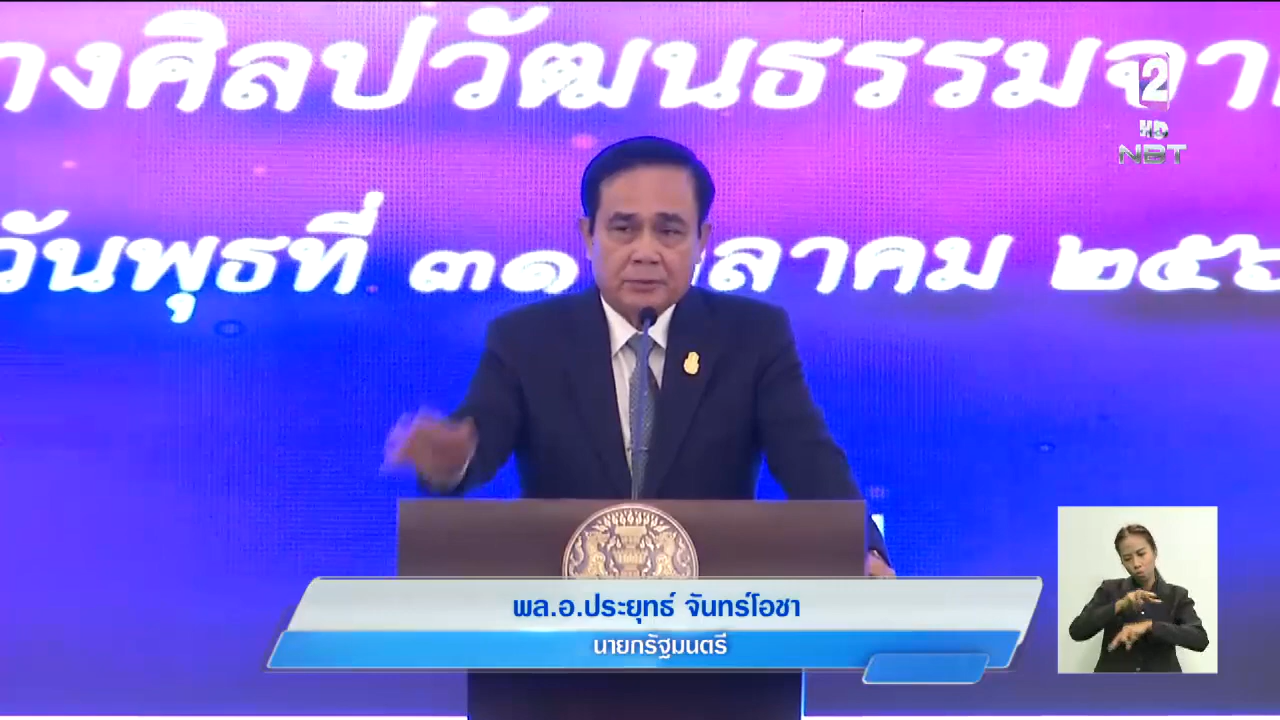 างศิลปวัฒนธรรมจา
2
HD
NBT
วันพุธที่ ๓๑ ลาคม ๒๕๖
พล.อ.ประยุทธ์ จันทร์โอชา
นายกรัฐมนตรี